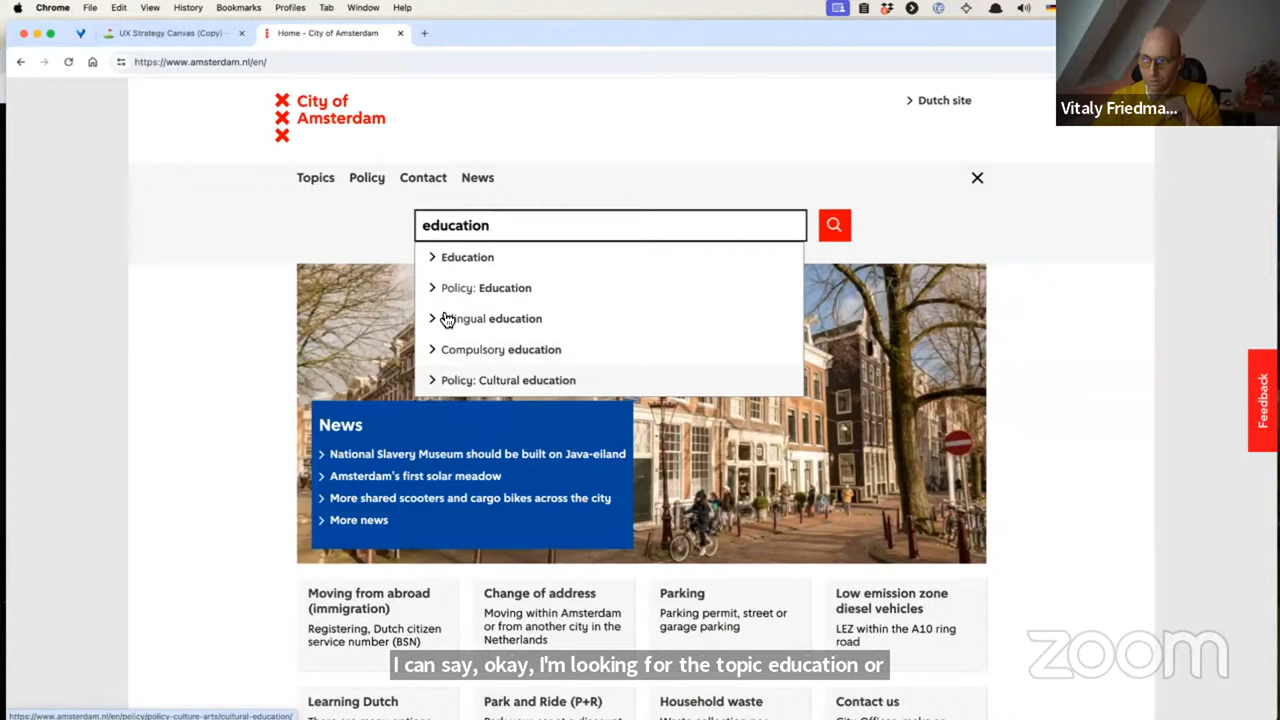 Chrome File Edit View History Bookmarks Profiles Tab Window Help
UX Strategy Canvas (Copy) -
Home - City of Amsterdam
https://www.amsterdam.nl/en/
Vitaly Friedma...
City of
Amsterdam
Dutch site
Topics Policy Contact News
education
Education
Policy: Education
education
Compulsory education
Policy: Cultural education
News
National Slavery Museum should be built on Java-eiland
Amsterdam's first solar meadow
More shared scooters and cargo bikes across the city
More news
Feedback
Moving from abroad
(immigration)
Registering, Dutch citizen
service number (BSN)
Change of address
Moving within Amsterdam
or from another city in the
Netherlands
Parking
Parking permit, street or
garage parking
Low emission zone
diesel vehicles
LEZ within the A10 ring
road
I can say, okay, I'm looking for the topic education or
zoom
Learning Dutch
Park and Ride (P+R)
Household waste
Contact us
https://www.amsterdam.nl/en/policy/policy-culture-arts/cultural-education/